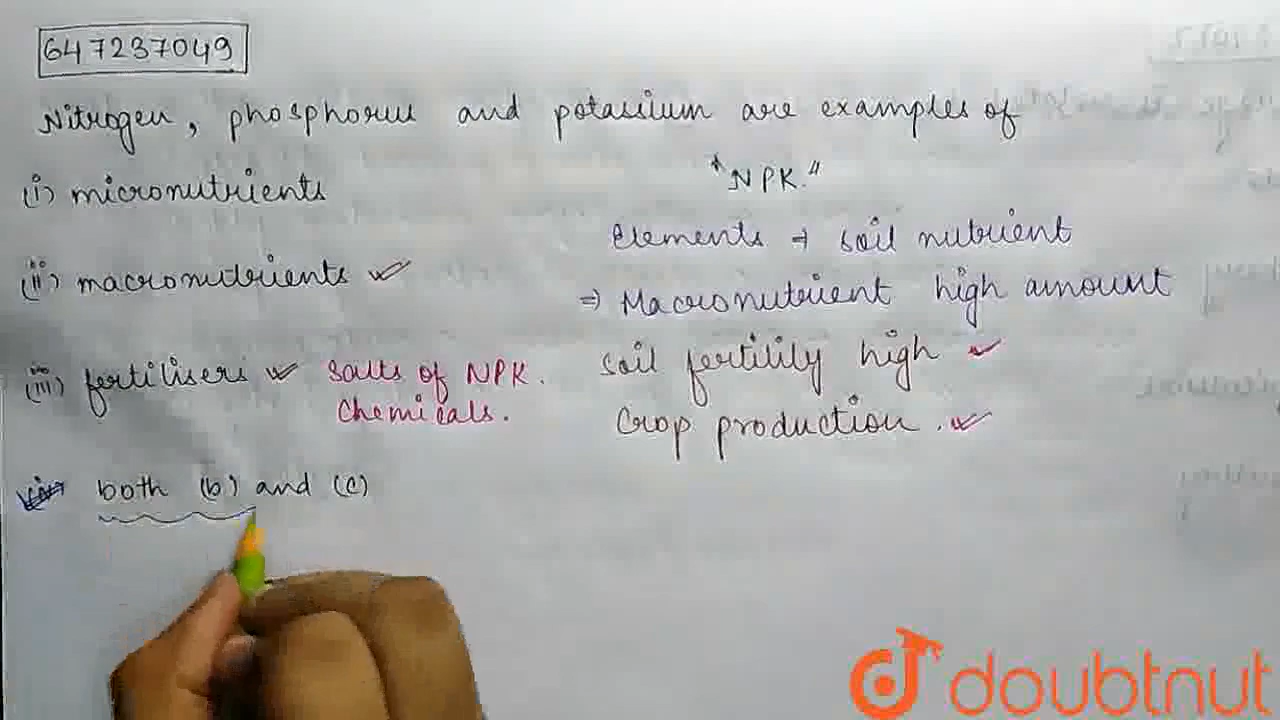 647237049
Nitrogen, phosphorus and potassium are examples of
"NPK."
(i) micronutrients
Elements → soil nutrient
(ii) macronutrients ✓
⇒ Macronutrient high amount
Soil fertility high ✓
(iii) fertilisers ✓ Salts of NPK.
Chemicals.
Crop production. ✓
both (b) and (c)
doubtnut